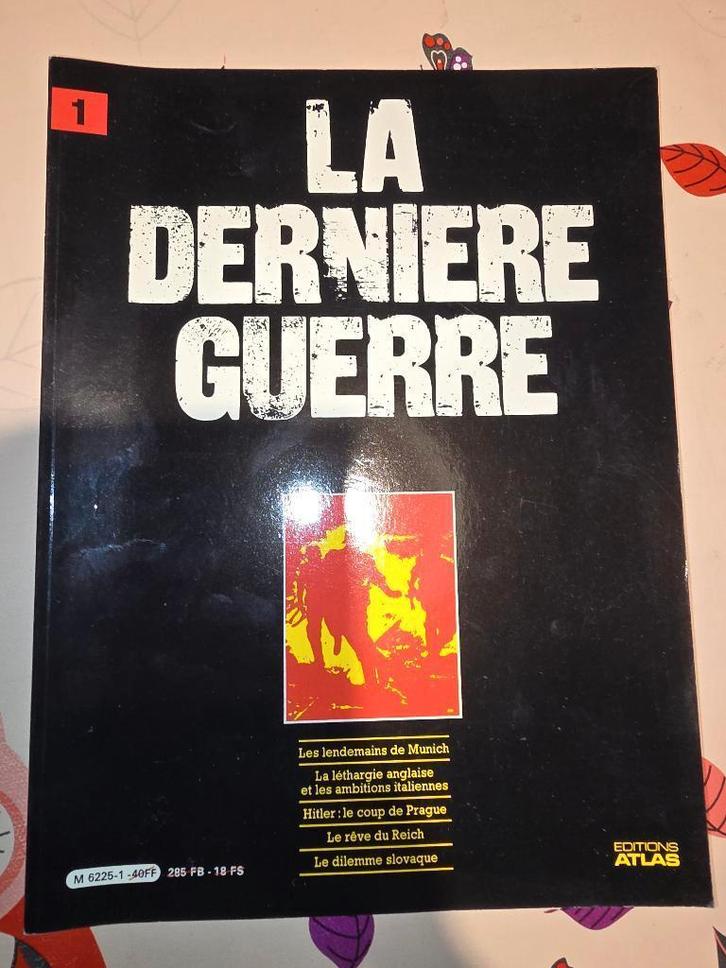 1
LA
DERNIERE
GUERRE
Les lendemains de Munich
La léthargie anglaise
et les ambitions italiennes
Hitler : le coup de Prague
Le rêve du Reich
Le dilemme slovaque
EDITIONS
ATLAS
M 6225-1 -40FF 285 FB - 18 FS